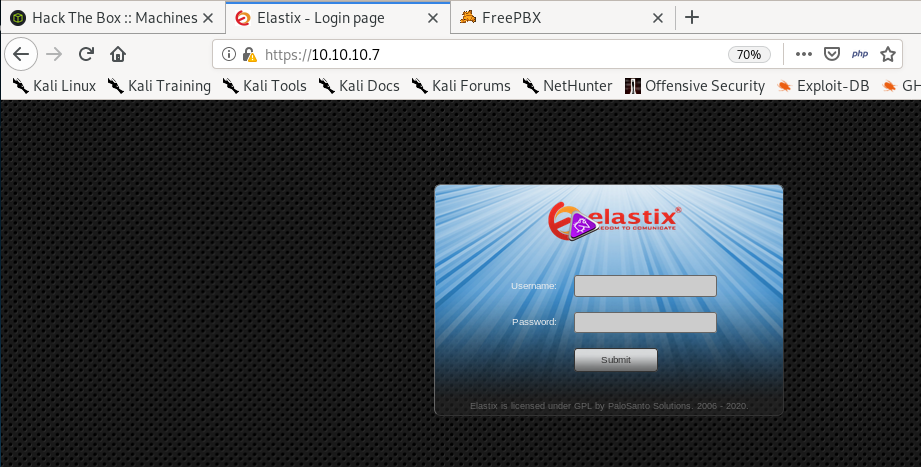 Hack The Box :: Machines
Elastix - Login page
FreePBX
https://10.10.10.7
70%
php
Kali Linux
Kali Training
Kali Tools
Kali Docs
Kali Forums
NetHunter
Offensive Security
Exploit-DB
GH
elastix®
DOM TO COMUNICATE
Username:
Password:
Submit
Elastix is licensed under GPL by PaloSanto Solutions. 2006 - 2020.